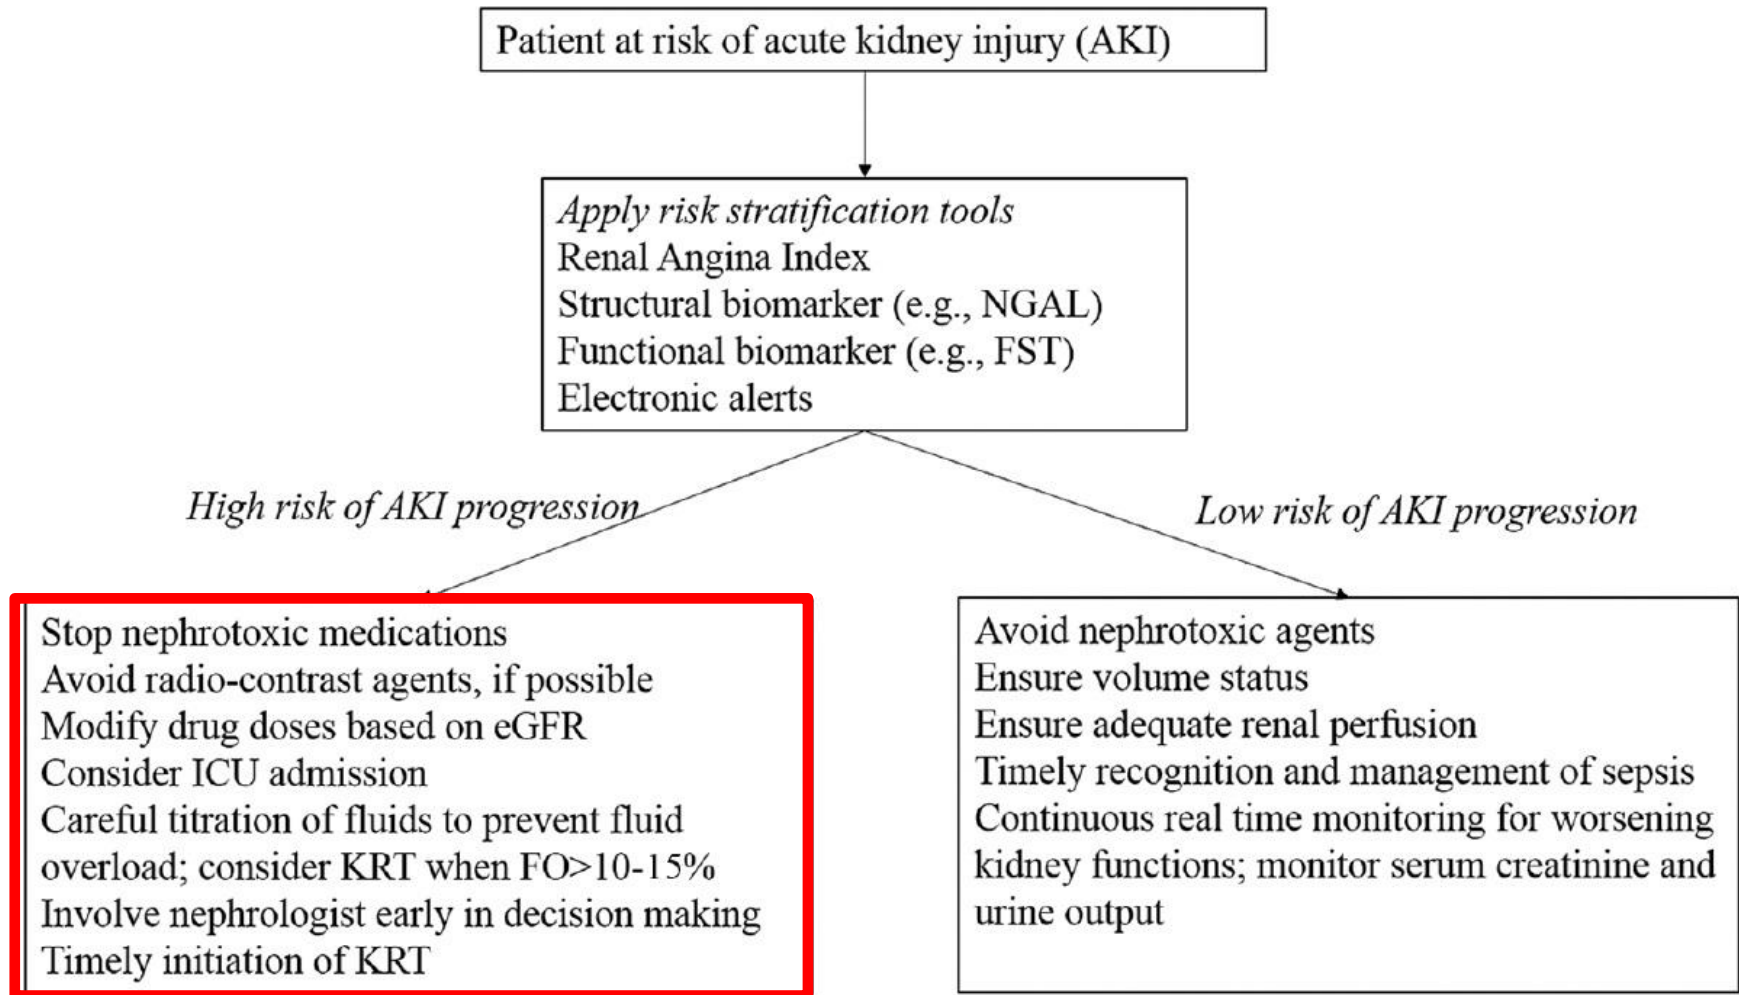 Patient at risk of acute kidney injury (AKI)
Apply risk stratification tools
Renal Angina Index
Structural biomarker (e.g., NGAL)
Functional biomarker (e.g., FST)
Electronic alerts
High risk of AKI progression
Low risk of AKI progression
Stop nephrotoxic medications
Avoid radio-contrast agents, if possible
Modify drug doses based on eGFR
Consider ICU admission
Careful titration of fluids to prevent fluid
overload; consider KRT when FO>10-15%
Involve nephrologist early in decision making
Timely initiation of KRT
Avoid nephrotoxic agents
Ensure volume status
Ensure adequate renal perfusion
Timely recognition and management of sepsis
Continuous real time monitoring for worsening
kidney functions; monitor serum creatinine and
urine output